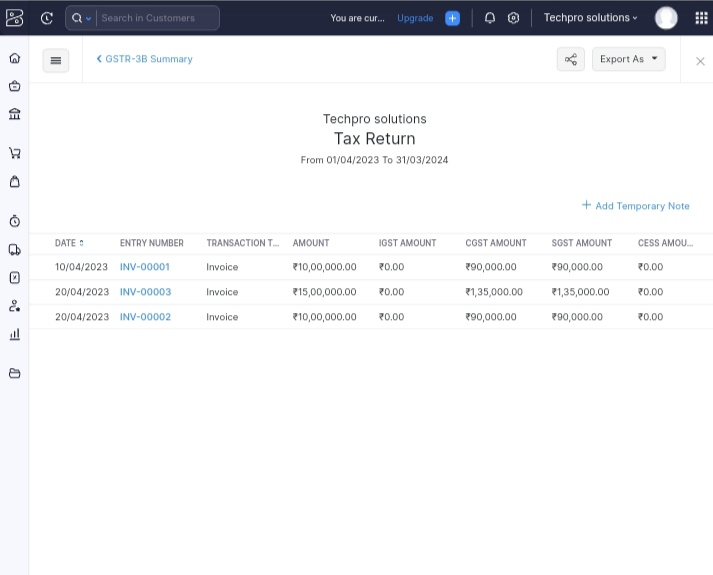 Search in Customers
You are cur... Upgrade
Techpro solutions
GSTR-3B Summary
Export As
Techpro solutions
Tax Return
From 01/04/2023 To 31/03/2024
Add Temporary Note
DATE ENTRY NUMBER TRANSACTION T... AMOUNT IGST AMOUNT CGST AMOUNT SGST AMOUNT CESS AMOU...
10/04/2023 INV-00001 Invoice ₹10,00,000.00 ₹0.00 ₹90,000.00 ₹90,000.00 ₹0.00
20/04/2023 INV-00003 Invoice ₹15,00,000.00 ₹0.00 ₹1,35,000.00 ₹1,35,000.00 ₹0.00
20/04/2023 INV-00002 Invoice ₹10,00,000.00 ₹0.00 ₹90,000.00 ₹90,000.00 ₹0.00